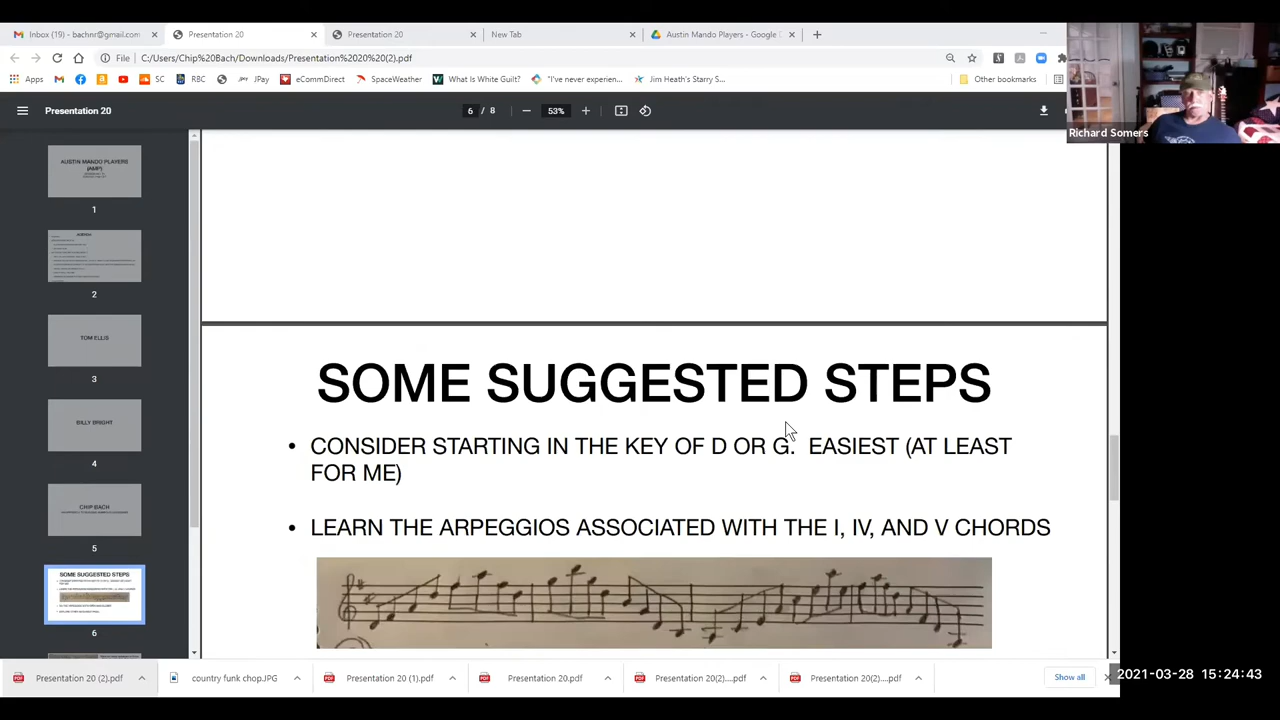 Inbox (19) - bachnr@gmail.com
Presentation 20
Presentation 20
New Tab
Austin Mando Players - Google
File
C:/Users/Chip%20Bach/Downloads/Presentation%2020%20(2).pdf
Apps
SC
RBC
JPay
eCommDirect
SpaceWeather
What Is White Guilt?
"I've never experien...
Jim Heath's Starry S...
Other bookmarks
Presentation 20
6 / 8
53%
Richard Somers
AUSTIN MANDO PLAYERS
(AMP)
1
AGENDA
2
TOM ELLIS
3
BILLY BRIGHT
4
CHIP BACH
5
SOME SUGGESTED STEPS
6
SOME SUGGESTED STEPS
• CONSIDER STARTING IN THE KEY OF D OR G. EASIEST (AT LEAST
FOR ME)
• LEARN THE ARPEGGIOS ASSOCIATED WITH THE I, IV, AND V CHORDS
Presentation 20 (2).pdf
country funk chop.JPG
Presentation 20 (1).pdf
Presentation 20.pdf
Presentation 20(2)....pdf
Presentation 20(2)....pdf
Show all
2021-03-28 15:24:43